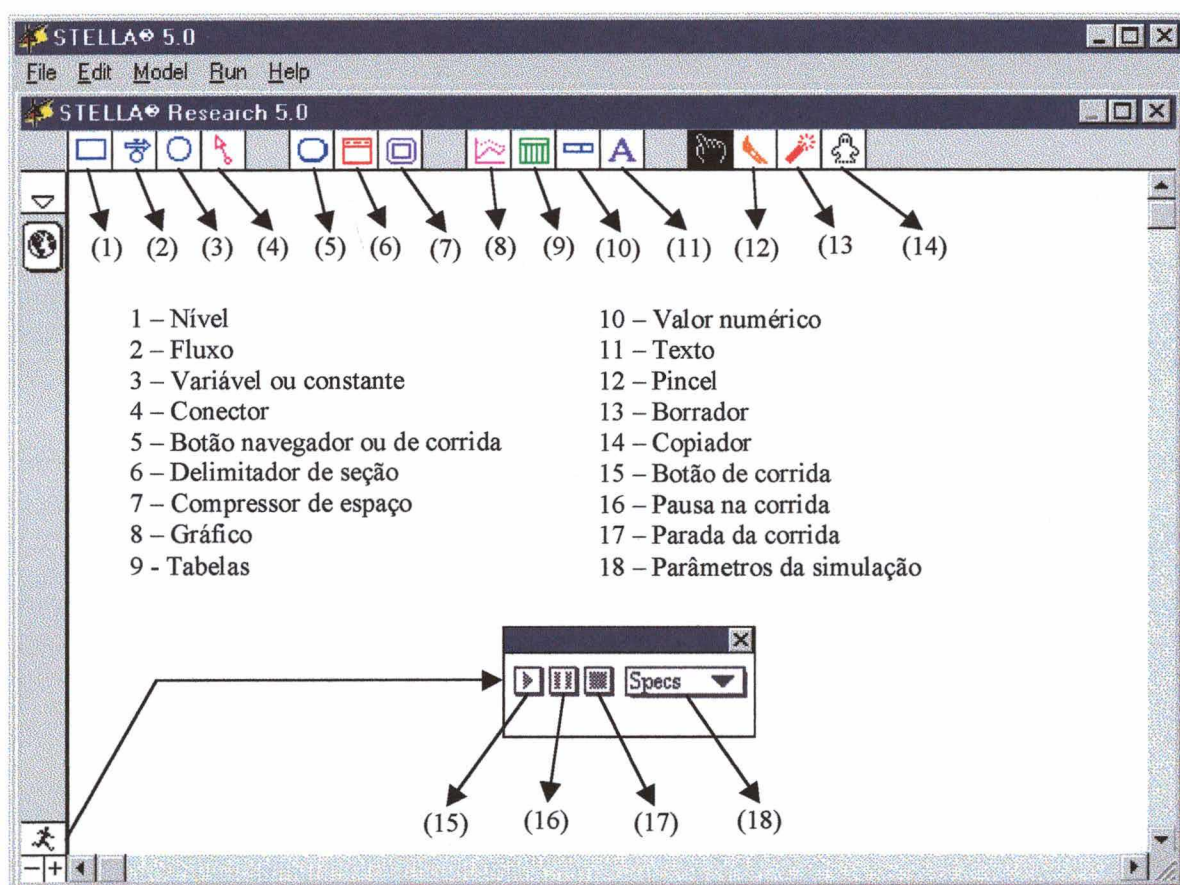 STELLA® 5.0
File Edit Model Run Help
STELLA® Research 5.0
A
(1) (2) (3) (4) (5) (6) (7) (8) (9) (10) (11) (12) (13 (14)
1 – Nível
2 – Fluxo
3 – Variável ou constante
4 – Conector
5 – Botão navegador ou de corrida
6 – Delimitador de seção
7 – Compressor de espaço
8 – Gráfico
9 - Tabelas
10 – Valor numérico
11 – Texto
12 – Pincel
13 – Borrador
14 – Copiador
15 – Botão de corrida
16 – Pausa na corrida
17 – Parada da corrida
18 – Parâmetros da simulação
Specs
(15) (16) (17) (18)